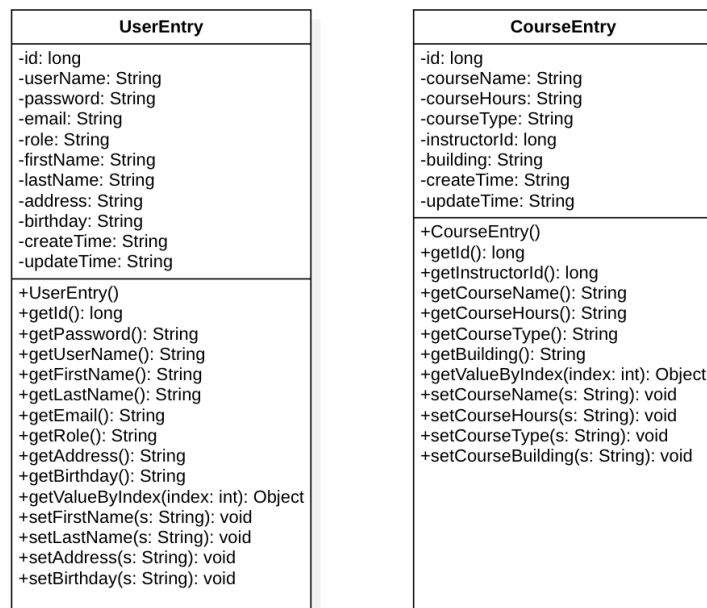 UserEntry
-id: long
-userName: String
-password: String
-email: String
-role: String
-firstName: String
-lastName: String
-address: String
-birthday: String
-createTime: String
-updateTime: String
+UserEntry()
+getId(): long
+getPassword(): String
+getUserName(): String
+getFirstName(): String
+getLastName(): String
+getEmail(): String
+getRole(): String
+getAddress(): String
+getBirthday(): String
+getValueByIndex(index: int): Object
+setFirstName(s: String): void
+setLastName(s: String): void
+setAddress(s: String): void
+setBirthday(s: String): void
CourseEntry
-id: long
-courseName: String
-courseHours: String
-courseType: String
-instructorId: long
-building: String
-createTime: String
-updateTime: String
+CourseEntry()
+getId(): long
+getInstructorId(): long
+getCourseName(): String
+getCourseHours(): String
+getCourseType(): String
+getBuilding(): String
+getValueByIndex(index: int): Object
+setCourseName(s: String): void
+setCourseHours(s: String): void
+setCourseType(s: String): void
+setCourseBuilding(s: String): void